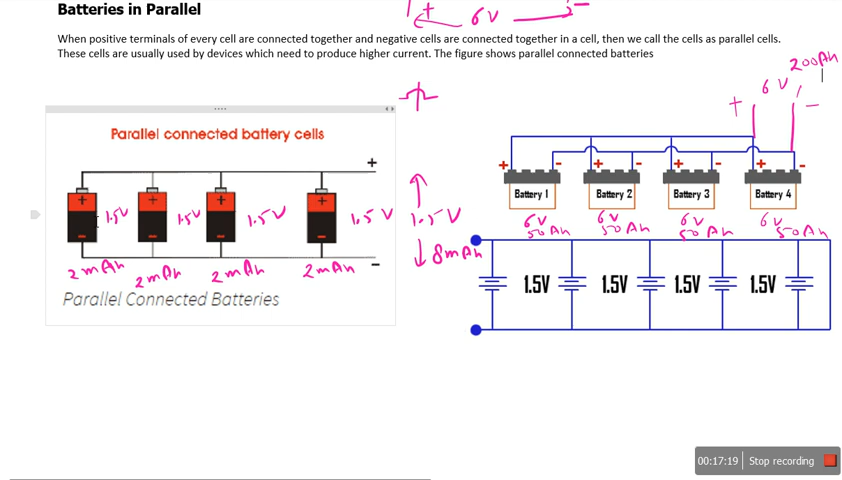 Batteries in Parallel
+ 6V -
When positive terminals of every cell are connected together and negative cells are connected together in a cell, then we call the cells as parallel cells.
These cells are usually used by devices which need to produce higher current. The figure shows parallel connected batteries
200Ah
6V
+ -
Parallel connected battery cells
+
+ + + +
1.5V 1.5V 1.5V 1.5V
- - - -
-
2mAh 2mAh 2mAh 2mAh
Parallel Connected Batteries
1.5V
8mAh
+ - + - + - + -
Battery 1 Battery 2 Battery 3 Battery 4
6V 6V 6V 6V
50Ah 50Ah 50Ah 50Ah
1.5V 1.5V 1.5V 1.5V
00:17:19 Stop recording